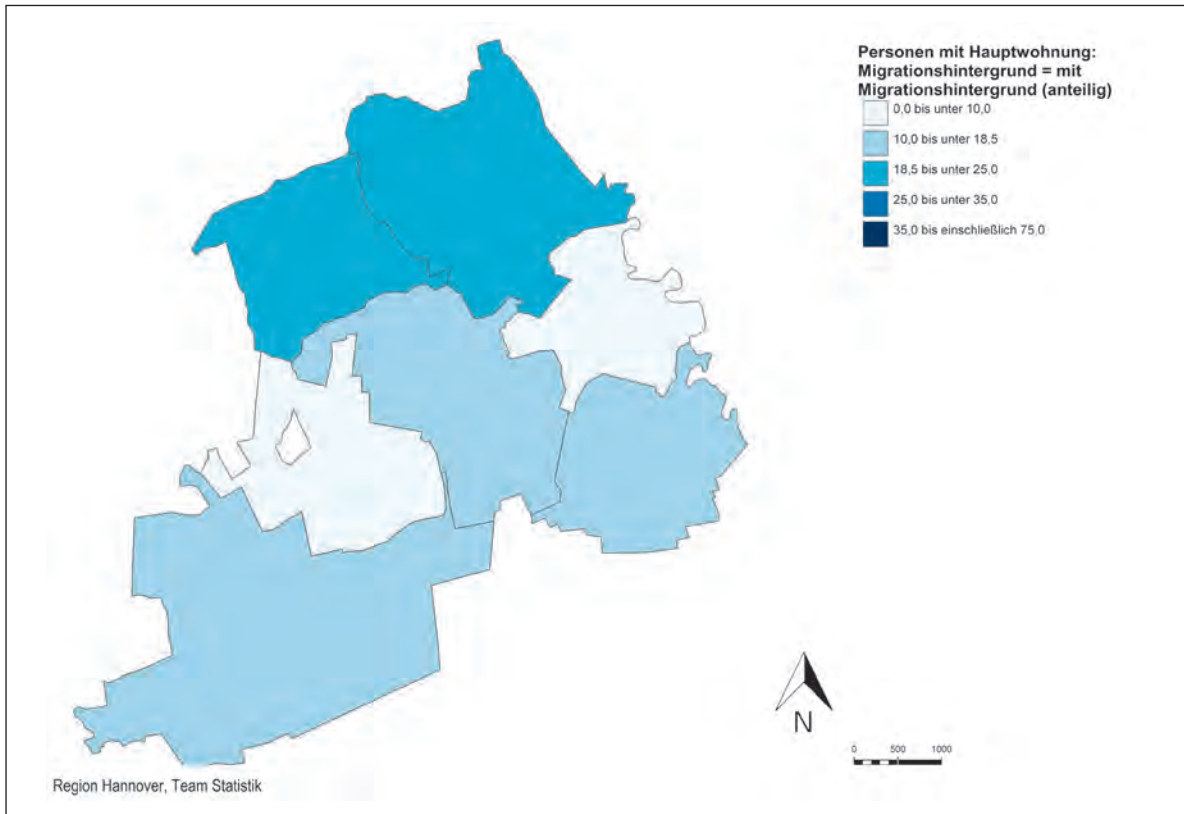 Personen mit Hauptwohnung:
Migrationshintergrund = mit
Migrationshintergrund (anteilig)
0,0 bis unter 10,0
10,0 bis unter 18,5
18,5 bis unter 25,0
25,0 bis unter 35,0
35,0 bis einschließlich 75,0
N
0 500 1000
Region Hannover, Team Statistik